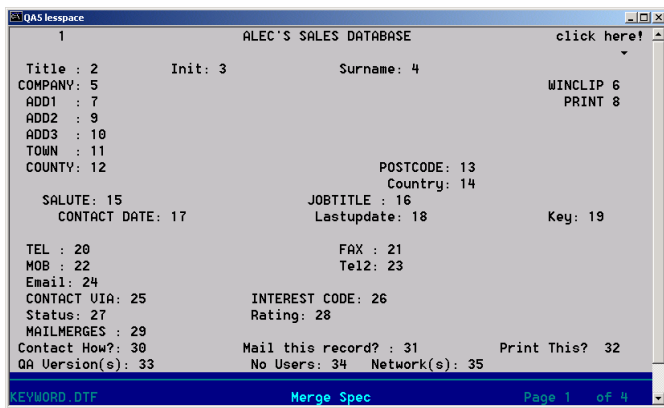 QA5 lesspace
1 ALEC'S SALES DATABASE click here!
Title : 2 Init: 3 Surname: 4
COMPANY: 5 WINCLIP 6
ADD1 : 7 PRINT 8
ADD2 : 9
ADD3 : 10
TOWN : 11
COUNTY: 12 POSTCODE: 13
Country: 14
SALUTE: 15 JOBTITLE : 16
CONTACT DATE: 17 Lastupdate: 18 Key: 19
TEL : 20 FAX : 21
MOB : 22 Tel2: 23
Email: 24
CONTACT VIA: 25 INTEREST CODE: 26
Status: 27 Rating: 28
MAILMERGES : 29
Contact How?: 30 Mail this record? : 31 Print This? 32
QA Version(s): 33 No Users: 34 Network(s): 35
KEYWORD.DTF Merge Spec Page 1 of 4